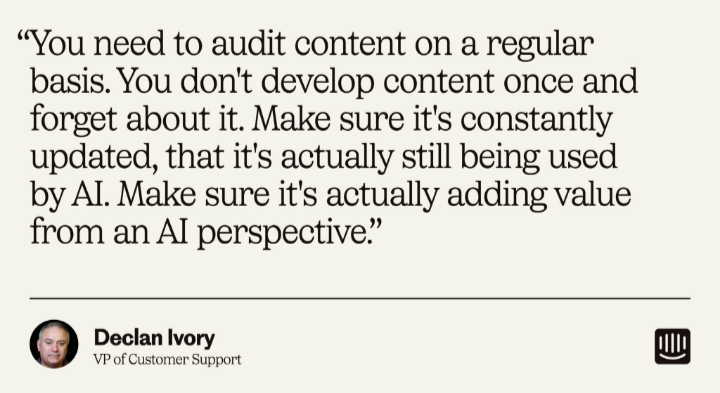 “You need to audit content on a regular
basis. You don't develop content once and
forget about it. Make sure it's constantly
updated, that it's actually still being used
by AI. Make sure it's actually adding value
from an AI perspective.”
Declan Ivory
VP of Customer Support